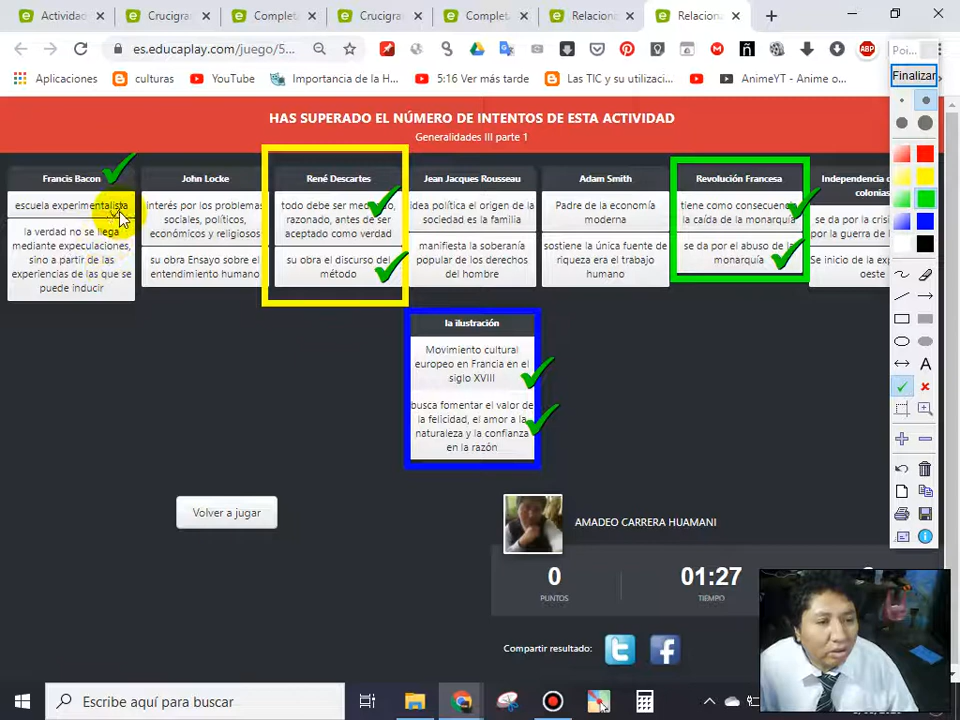 Actividad
Crucigra
Complet
Crucigra
Complet
Relacion
Relacion
es.educaplay.com/juego/5...
Aplicaciones
culturas
YouTube
Importancia de la H...
5:16 Ver más tarde
Las TIC y su utilizaci...
AnimeYT - Anime o...
Finalizar
HAS SUPERADO EL NÚMERO DE INTENTOS DE ESTA ACTIVIDAD
Generalidades III parte 1
Francis Bacon
escuela experimentalista
la verdad no se llega
mediante expeculaciones,
sino a partir de las
experiencias de las que se
puede inducir
John Locke
interés por los problemas
sociales, políticos,
económicos y religiosos
su obra Ensayo sobre el
entendimiento humano
René Descartes
todo debe ser
razonado, antes de ser
aceptado como verdad
su obra el discurso del
método
Jean Jacques Rousseau
Idea política el origen de la
sociedad es la familia
manifiesta la soberanía
popular de los derechos
del hombre
Adam Smith
Padre de la economía
moderna
sostiene la única fuente de
riqueza era el trabajo
humano
Revolución Francesa
tiene como consecuencia
la caída de la monarquía
se da por el abuso de la
monarquía
Independencia d
colonias
se da por la crisi
por la guerra de l
Se inicio de la exp
oeste
la ilustración
Movimiento cultural
europeo en Francia en el
siglo XVIII
busca fomentar el valor de
la felicidad, el amor a la
naturaleza y la confianza
en la razón
Volver a jugar
AMADEO CARRERA HUAMANI
0
PUNTOS
01:27
TIEMPO
Compartir resultado:
Escribe aquí para buscar